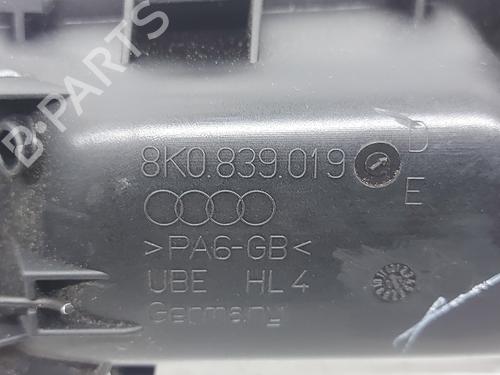 B-PARTS
8K0.839.019
D
E
>PA6-GB<
UBE HL4
Germany